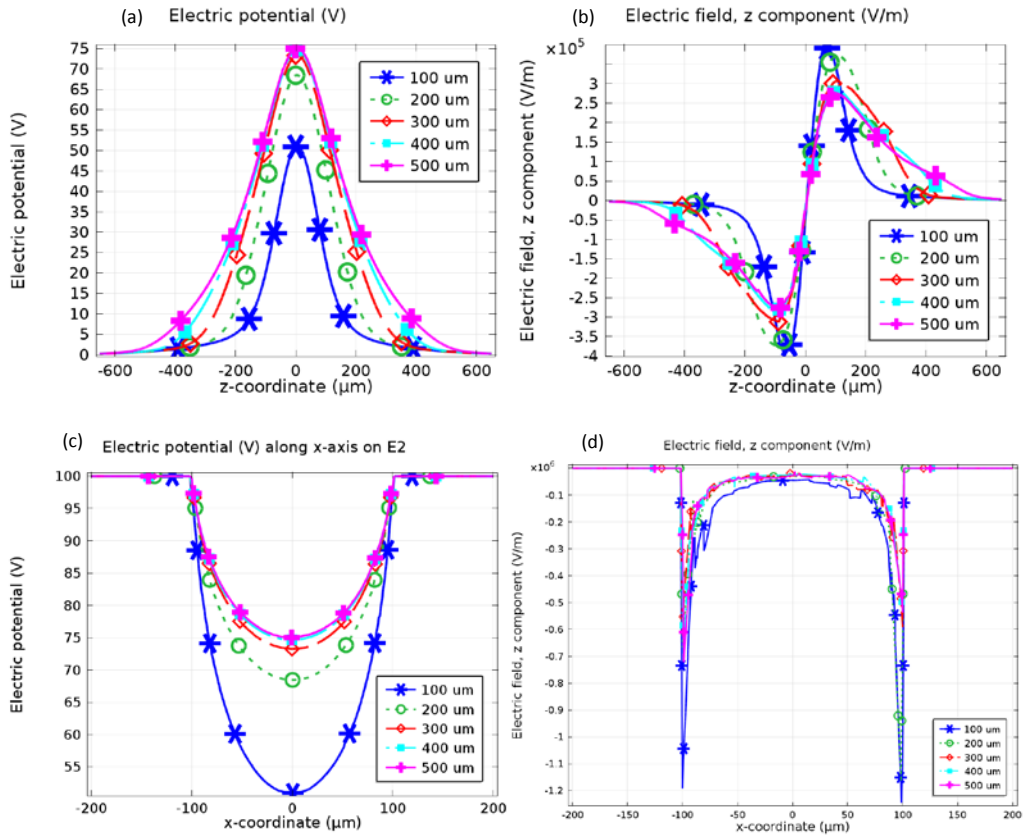 (a)
Electric potential (V)
75
70
65
60
55
50
45
40
35
30
25
20
15
10
5
0
-600
-400
-200
0
200
400
600
z-coordinate (µm)
Electric potential (V)
100 um
200 um
300 um
400 um
500 um
(b)
Electric field, z component (V/m)
×10⁵
3.5
3
2.5
2
1.5
1
0.5
0
-0.5
-1
-1.5
-2
-2.5
-3
-3.5
-4
-600
-400
-200
0
200
400
600
z-coordinate (µm)
Electric field, z component (V/m)
100 um
200 um
300 um
400 um
500 um
(c)
Electric potential (V) along x-axis on E2
100
95
90
85
80
75
70
65
60
55
-200
-100
0
100
200
x-coordinate (µm)
Electric potential (V)
100 um
200 um
300 um
400 um
500 um
(d)
Electric field, z component (V/m)
×10⁶
-0.1
-0.2
-0.3
-0.4
-0.5
-0.6
-0.7
-0.8
-0.9
-1
-1.1
-1.2
-200
-150
-100
-50
0
50
100
150
200
x-coordinate (µm)
Electric field, z component (V/m)
100 um
200 um
300 um
400 um
500 um